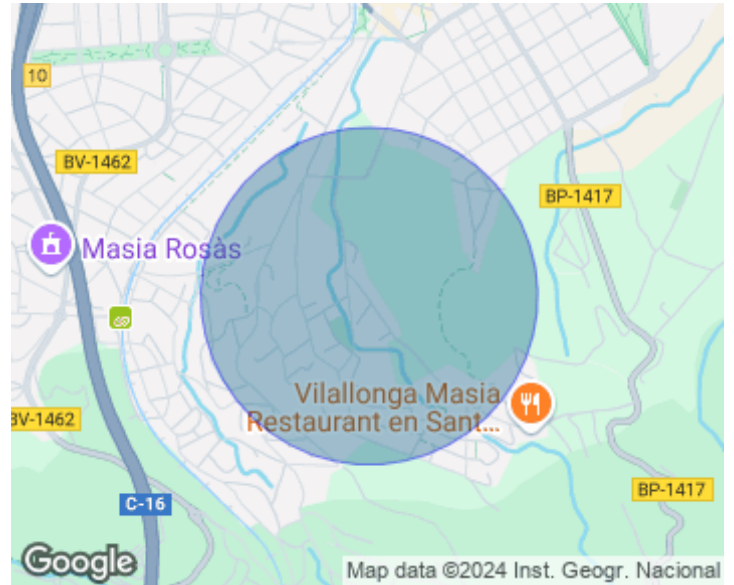 10
BV-1462
BP-1417
Masia Rosàs
Vilallonga Masia
Restaurant en Sant...
BV-1462
BP-1417
C-16
Google
Map data ©2024 Inst. Geogr. Nacional